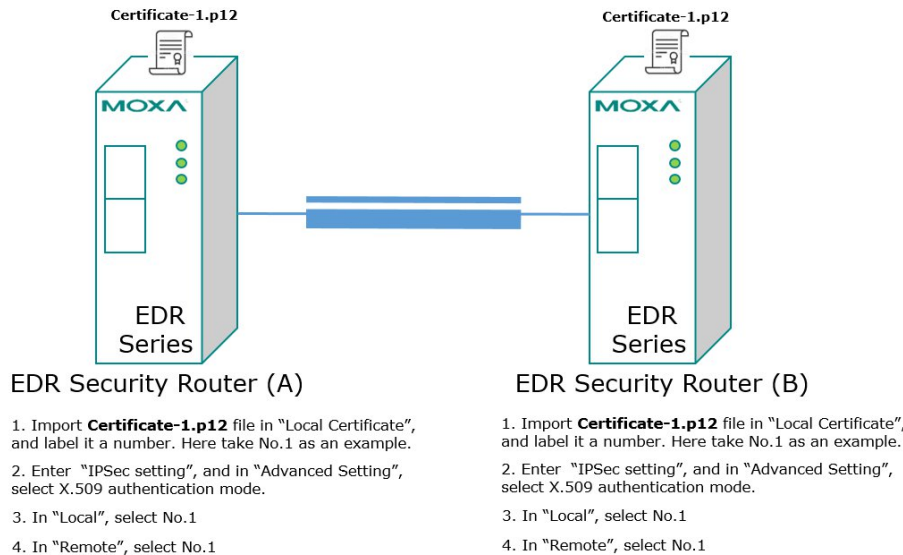 Certificate-1.p12
MOXA
EDR
Series
EDR Security Router (A)
1. Import Certificate-1.p12 file in “Local Certificate”,
and label it a number. Here take No.1 as an example.
2. Enter “IPSec setting”, and in “Advanced Setting”,
select X.509 authentication mode.
3. In “Local”, select No.1
4. In “Remote”, select No.1
Certificate-1.p12
MOXA
EDR
Series
EDR Security Router (B)
1. Import Certificate-1.p12 file in “Local Certificate”,
and label it a number. Here take No.1 as an example.
2. Enter “IPSec setting”, and in “Advanced Setting”,
select X.509 authentication mode.
3. In “Local”, select No.1
4. In “Remote”, select No.1